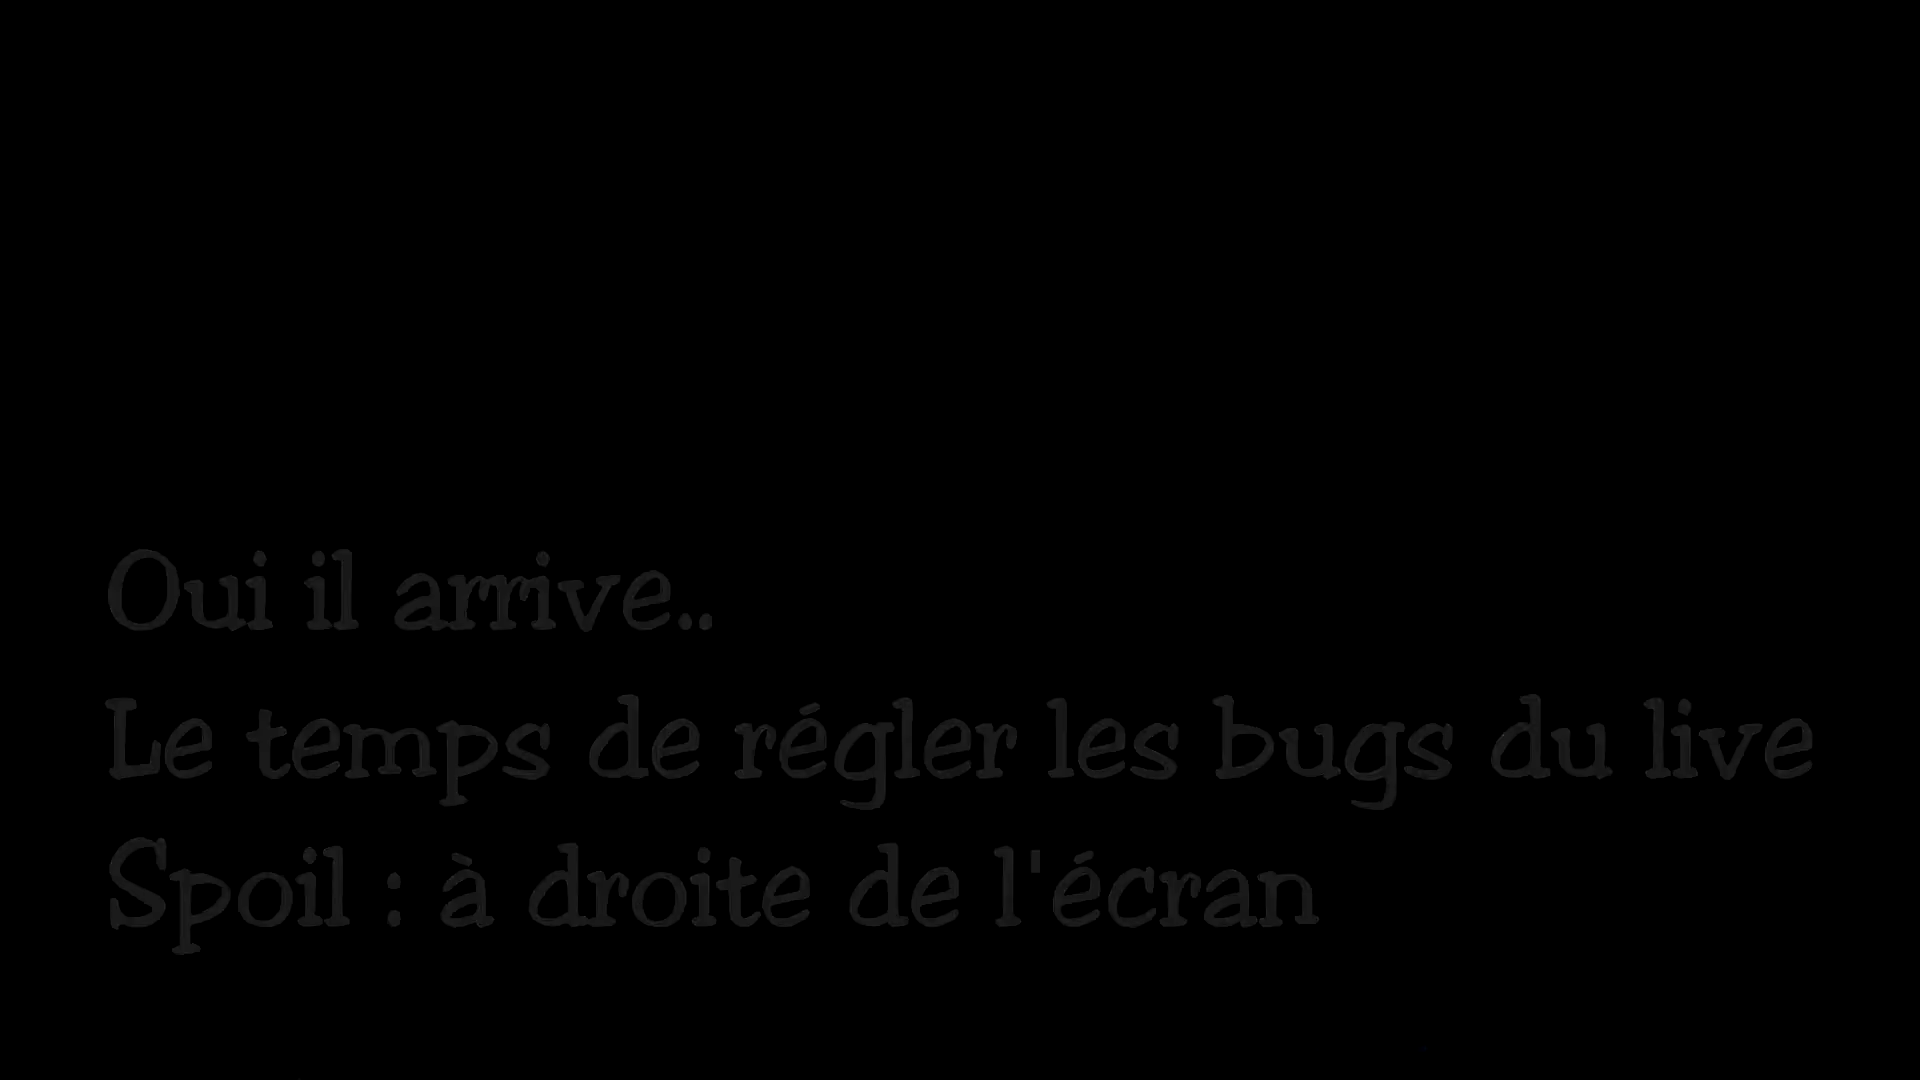 Oui il arrive..
Le temps de régler les bugs du live
Spoil : à droite de l'écran